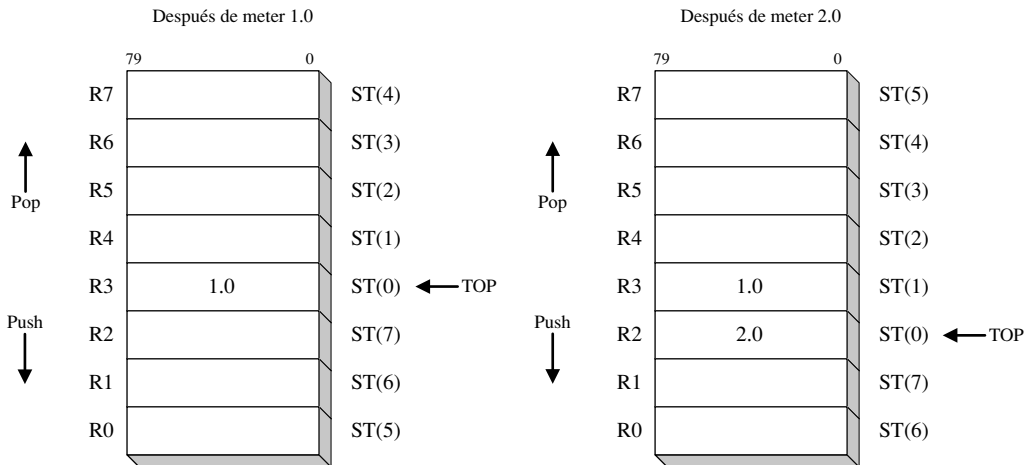 Después de meter 1.0
79 0
R7 ST(4)
R6 ST(3)
R5 ST(2)
R4 ST(1)
R3 1.0 ST(0) TOP
R2 ST(7)
R1 ST(6)
R0 ST(5)
Pop
Push
Después de meter 2.0
79 0
R7 ST(5)
R6 ST(4)
R5 ST(3)
R4 ST(2)
R3 1.0 ST(1)
R2 2.0 ST(0) TOP
R1 ST(7)
R0 ST(6)
Pop
Push